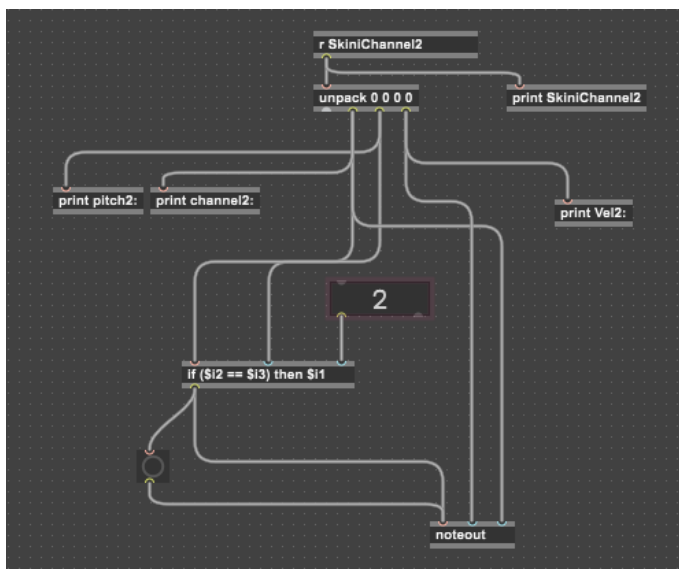 r SkiniChannel2
unpack 0 0 0 0
print SkiniChannel2
print pitch2:
print channel2:
print Vel2:
2
if ($i2 == $i3) then $i1
noteout